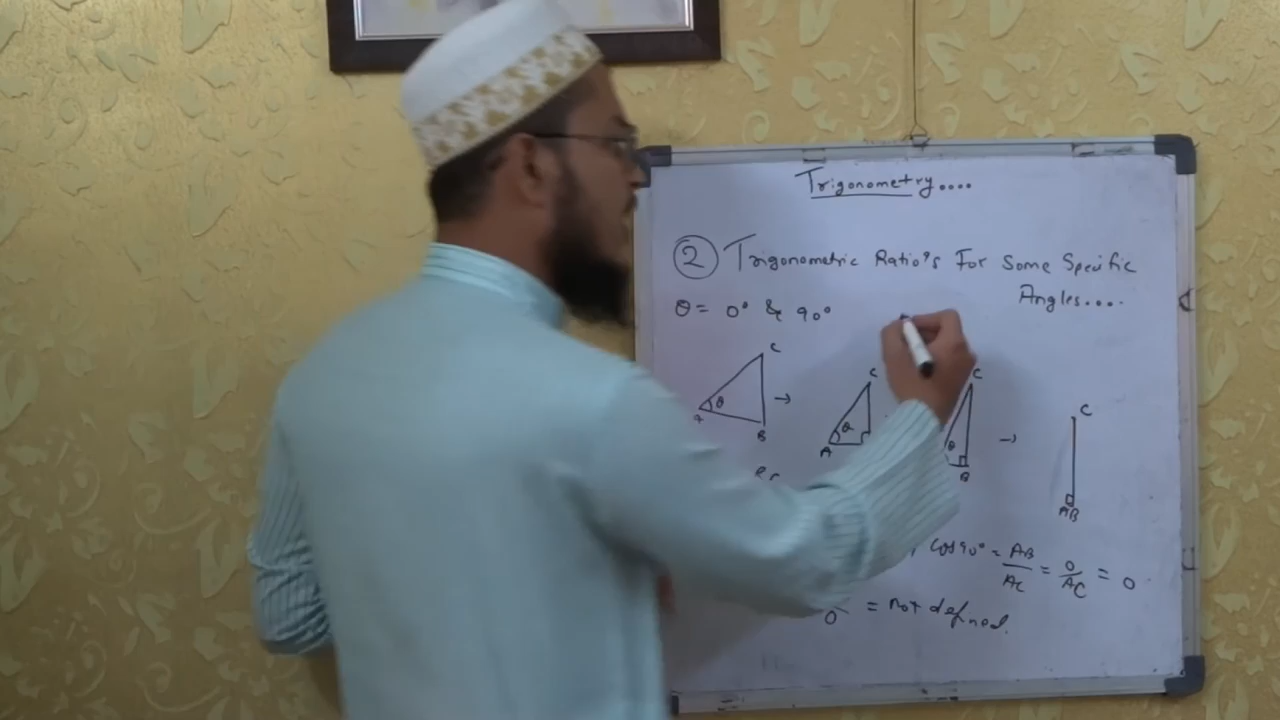 Trigonometry....
② Trigonometric Ratio's For Some Specific
Angles....
θ = 0° & 90°
C
A θ
B
→
C
A θ
C
θ
B
→
C
AB
Cos 90° = AB/AC = 0/AC = 0
0 = not defined.